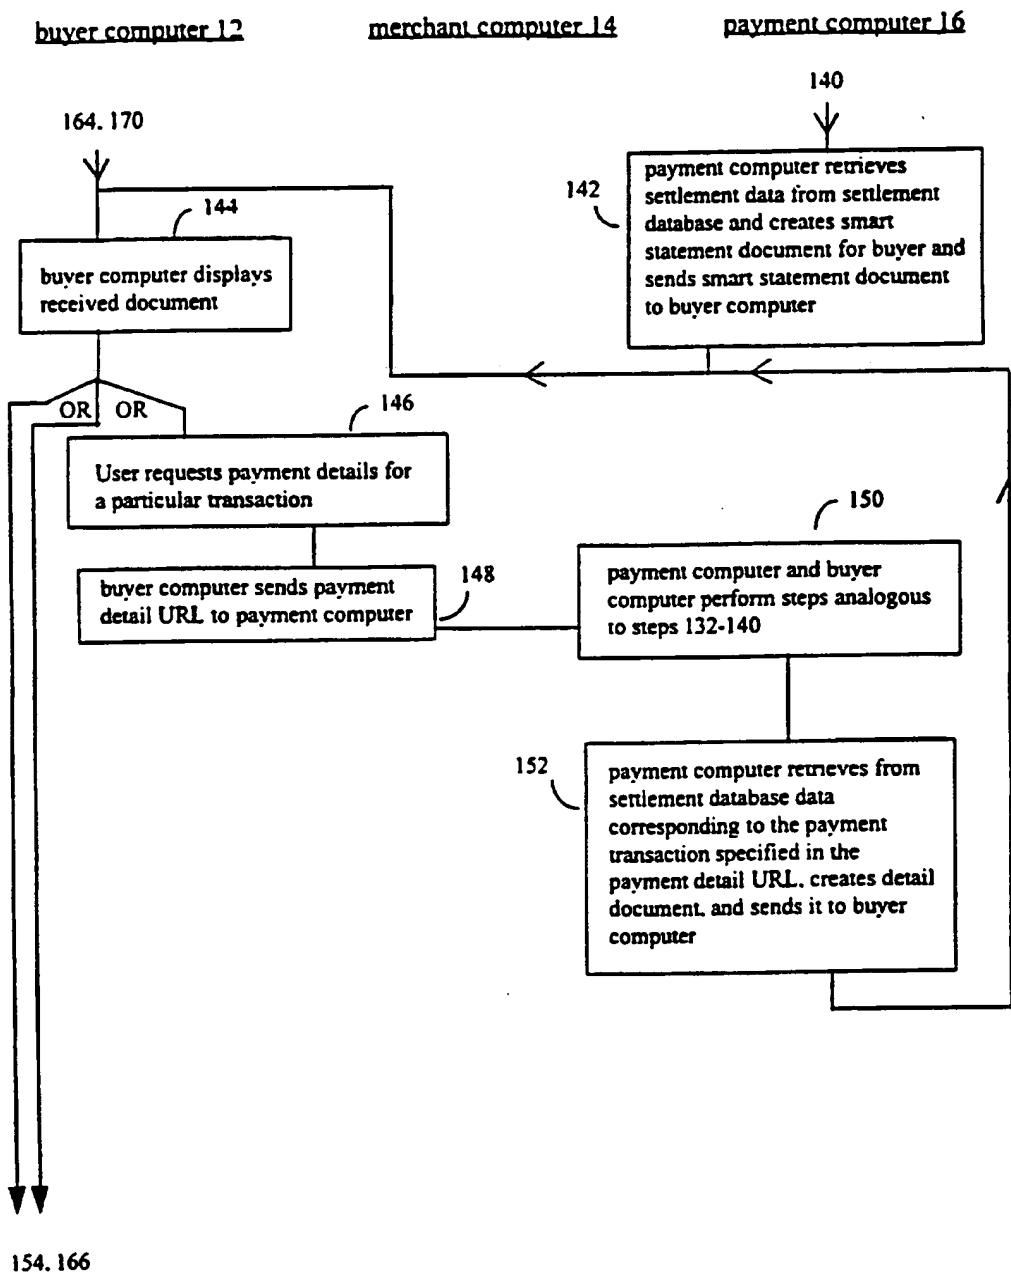 buyer computer 12
merchant computer 14
payment computer 16
140
164. 170
payment computer retrieves
settlement data from settlement
database and creates smart
statement document for buyer and
sends smart statement document
to buyer computer
142
144
buyer computer displays
received document
OR
OR
146
User requests payment details for
a particular transaction
150
148
buyer computer sends payment
detail URL to payment computer
payment computer and buyer
computer perform steps analogous
to steps 132-140
152
payment computer retrieves from
settlement database data
corresponding to the payment
transaction specified in the
payment detail URL, creates detail
document, and sends it to buyer
computer
154. 166